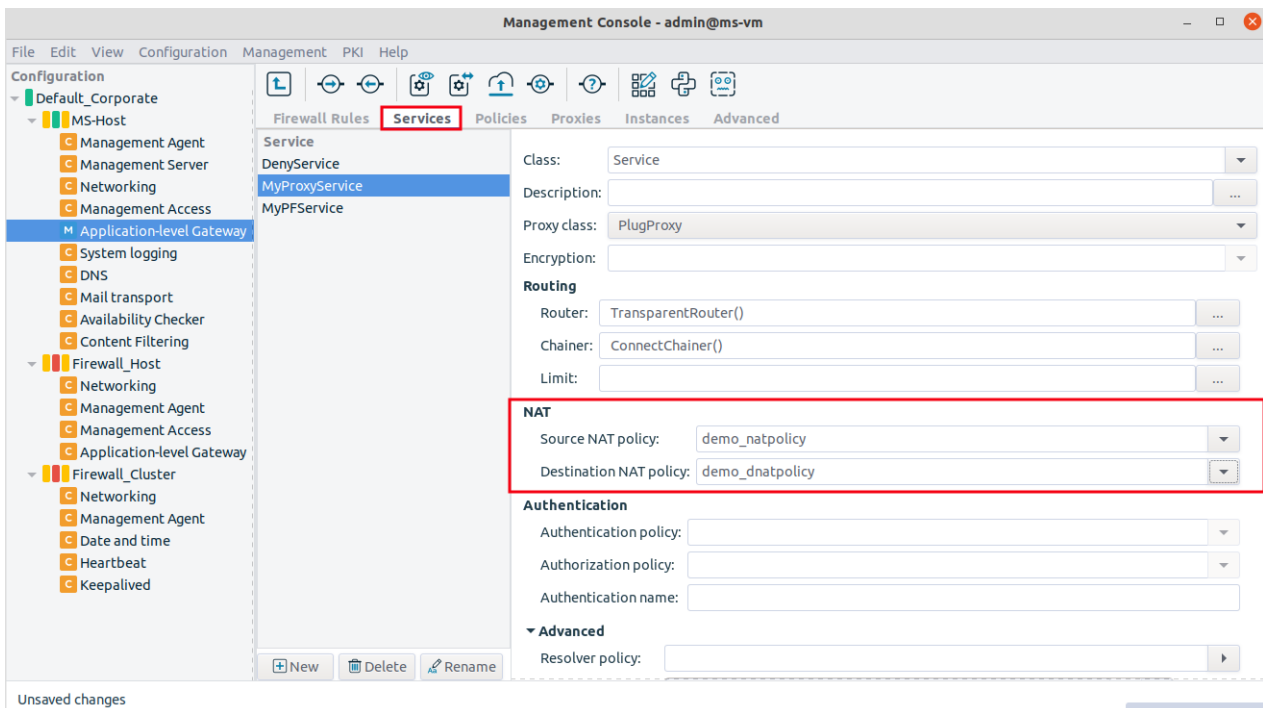 Management Console - admin@ms-vm
File Edit View Configuration Management PKI Help
Configuration
Default_Corporate
MS-Host
C Management Agent
C Management Server
C Networking
C Management Access
M Application-level Gateway
C System logging
C DNS
C Mail transport
C Availability Checker
C Content Filtering
Firewall_Host
C Networking
C Management Agent
C Management Access
C Application-level Gateway
Firewall_Cluster
C Networking
C Management Agent
C Date and time
C Heartbeat
C Keepalived
Firewall Rules Services Policies Proxies Instances Advanced
Service
DenyService
MyProxyService
MyPFService
New Delete Rename
Class: Service
Description: ...
Proxy class: PlugProxy
Encryption:
Routing
Router: TransparentRouter() ...
Chainer: ConnectChainer() ...
Limit: ...
NAT
Source NAT policy: demo_natpolicy
Destination NAT policy: demo_dnatpolicy
Authentication
Authentication policy:
Authorization policy:
Authentication name:
Advanced
Resolver policy:
Unsaved changes